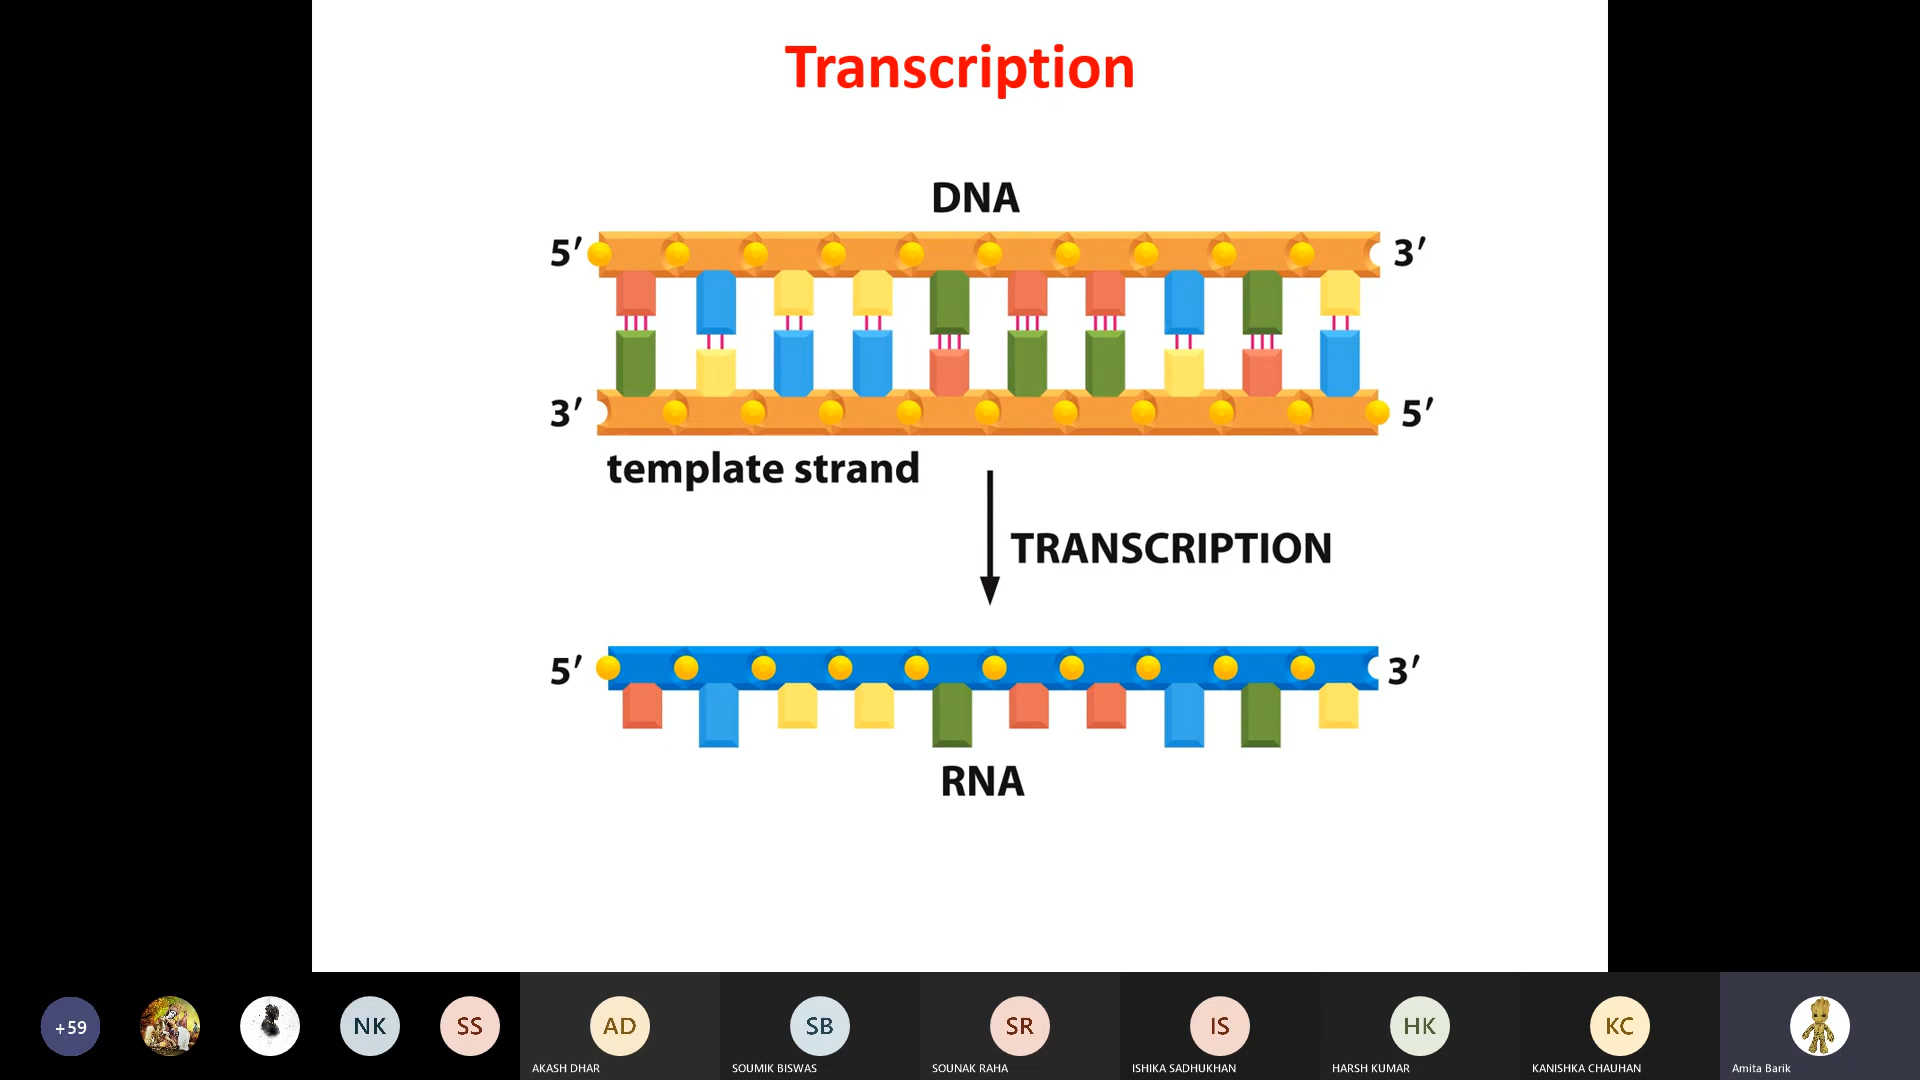 Transcription
DNA
5′ 3′
3′ 5′
template strand
TRANSCRIPTION
5′ 3′
RNA
+59
NK
SS
AD
SB
SR
IS
HK
KC
AKASH DHAR
SOUMIK BISWAS
SOUNAK RAHA
ISHIKA SADHUKHAN
HARSH KUMAR
KANISHKA CHAUHAN
Amita Barik